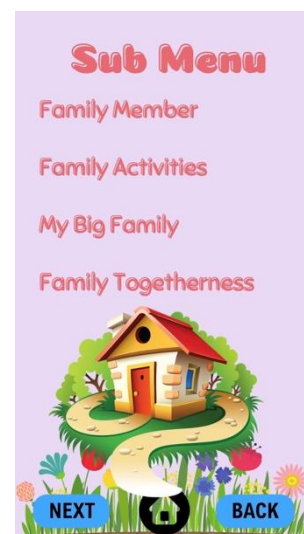 Sub Menu
Family Member
Family Activities
My Big Family
Family Togetherness
NEXT
BACK